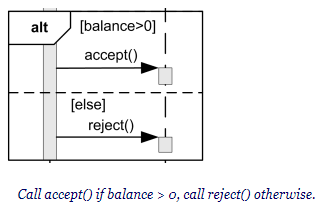 alt [balance>0]
accept()
[else]
reject()
Call accept() if balance > 0, call reject() otherwise.